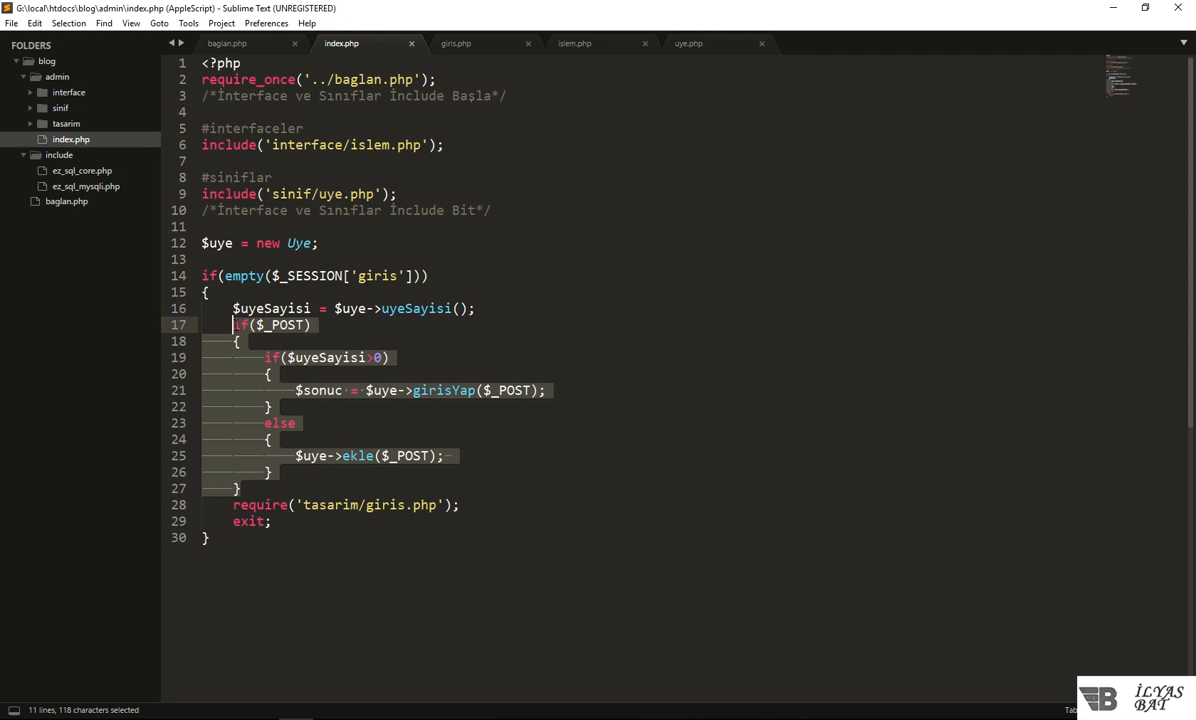 G:\local\htdocs\blog\admin\index.php (AppleScript) - Sublime Text (UNREGISTERED)
File Edit Selection Find View Goto Tools Project Preferences Help
FOLDERS
blog
admin
interface
sinif
tasarim
index.php
include
ez_sql_core.php
ez_sql_mysqli.php
baglan.php
baglan.php index.php giris.php islem.php uye.php
1 <?php
2 require_once('../baglan.php');
3 /*İnterface ve Sınıflar İnclude Başla*/
4
5 #interfaceler
6 include('interface/islem.php');
7
8 #siniflar
9 include('sinif/uye.php');
10 /*İnterface ve Sınıflar İnclude Bit*/
11
12 $uye = new Uye;
13
14 if(empty($_SESSION['giris']))
15 {
16 $uyeSayisi = $uye->uyeSayisi();
17 if($_POST)
18 {
19 if($uyeSayisi>0)
20 {
21 $sonuc = $uye->girisYap($_POST);
22 }
23 else
24 {
25 $uye->ekle($_POST);
26 }
27 }
28 require('tasarim/giris.php');
29 exit;
30 }
11 lines, 118 characters selected
İLYAS
BAT